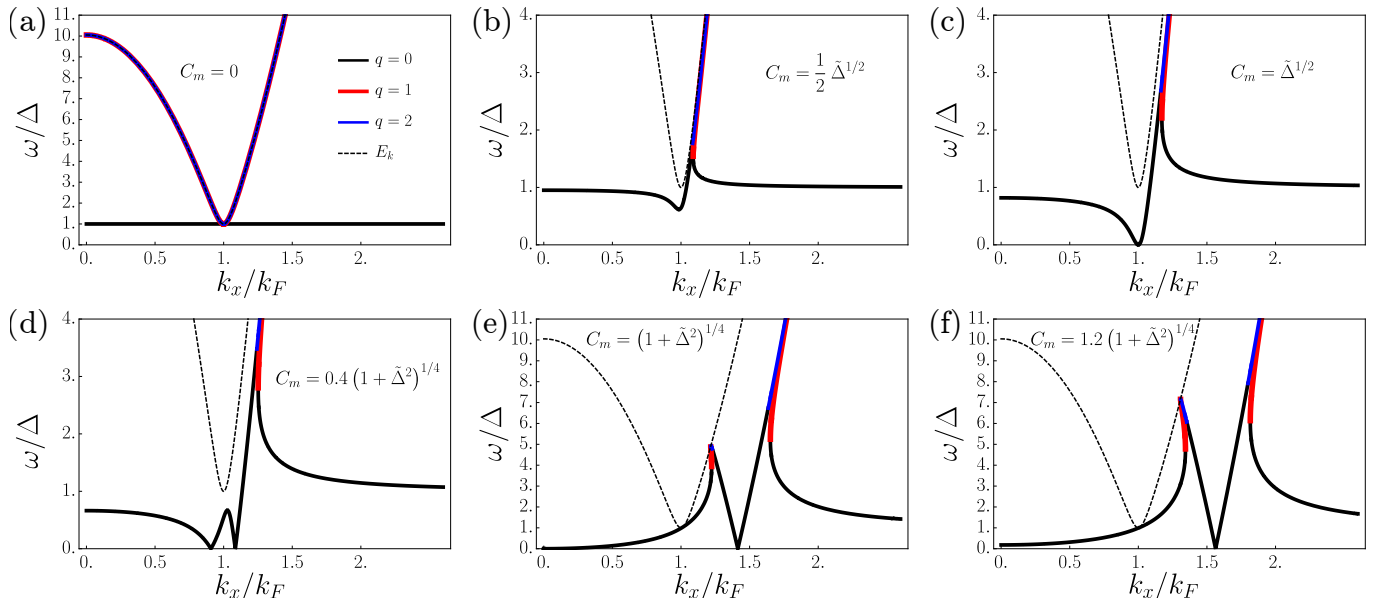 (a)
11.
10.
9.
8.
7.
6.
5.
4.
3.
2.
1.
0.
ω/Δ
C_m = 0
q = 0
q = 1
q = 2
E_k
0. 0.5 1. 1.5 2.
k_x/k_F
(b)
4.
3.
2.
1.
0.
ω/Δ
C_m = 1/2 Δ̃^{1/2}
0. 0.5 1. 1.5 2.
k_x/k_F
(c)
4.
3.
2.
1.
0.
ω/Δ
C_m = Δ̃^{1/2}
0. 0.5 1. 1.5 2.
k_x/k_F
(d)
4.
3.
2.
1.
0.
ω/Δ
C_m = 0.4 (1 + Δ̃²)^{1/4}
0. 0.5 1. 1.5 2.
k_x/k_F
(e)
11.
10.
9.
8.
7.
6.
5.
4.
3.
2.
1.
0.
ω/Δ
C_m = (1 + Δ̃²)^{1/4}
0. 0.5 1. 1.5 2.
k_x/k_F
(f)
11.
10.
9.
8.
7.
6.
5.
4.
3.
2.
1.
0.
ω/Δ
C_m = 1.2 (1 + Δ̃²)^{1/4}
0. 0.5 1. 1.5 2.
k_x/k_F